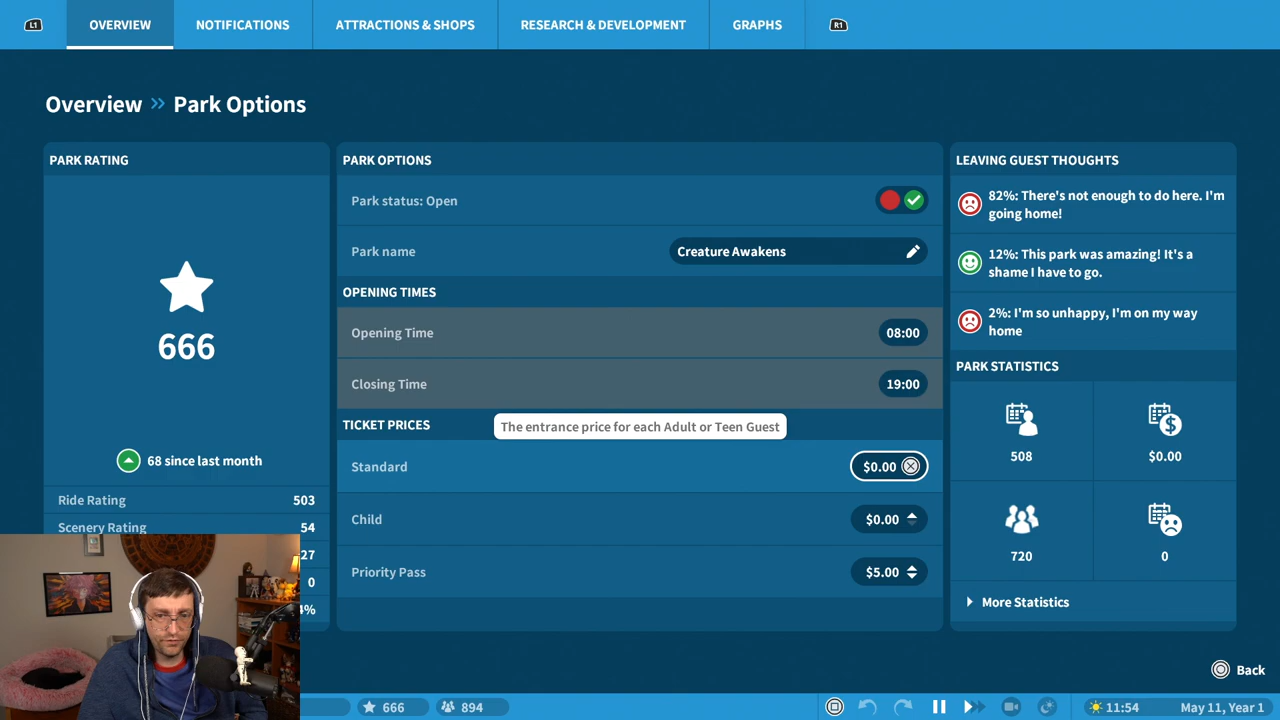 L1
OVERVIEW
NOTIFICATIONS
ATTRACTIONS & SHOPS
RESEARCH & DEVELOPMENT
GRAPHS
R1
Overview » Park Options
PARK RATING
666
68 since last month
Ride Rating 503
Scenery Rating 54
27
0
4%
PARK OPTIONS
Park status: Open
Park name Creature Awakens
OPENING TIMES
Opening Time 08:00
Closing Time 19:00
TICKET PRICES
The entrance price for each Adult or Teen Guest
Standard $0.00
Child $0.00
Priority Pass $5.00
LEAVING GUEST THOUGHTS
82%: There's not enough to do here. I'm
going home!
12%: This park was amazing! It's a
shame I have to go.
2%: I'm so unhappy, I'm on my way
home
PARK STATISTICS
508
$0.00
720
0
More Statistics
Back
666
894
11:54
May 11, Year 1